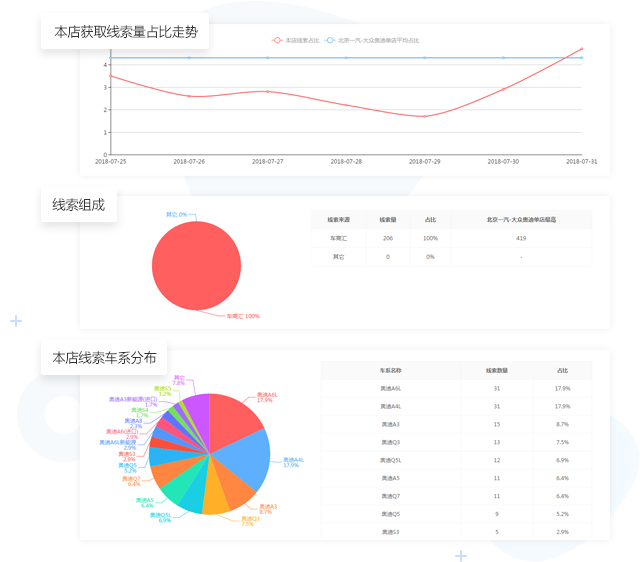 本店获取线索量占比走势
本店线索占比 北京一汽-大众奥迪单店平均占比
4
3
2
1
0
2018-07-25 2018-07-26 2018-07-27 2018-07-28 2018-07-29 2018-07-30 2018-07-31
线索组成
其它 0%
车商汇 100%
线索来源 线索量 占比 北京一汽-大众奥迪单店最高
车商汇 206 100% 419
其它 0 0% -
本店线索车系分布
其它
7.8%
奥迪S5
1.2%
奥迪A3新能源(进口)
1.7%
奥迪S4
1.7%
奥迪A8
2.3%
奥迪A6(进口)
2.9%
奥迪A6L新能源
2.9%
奥迪S3
2.9%
奥迪Q5
5.2%
奥迪Q7
6.4%
奥迪A5
6.4%
奥迪Q5L
6.9%
奥迪Q3
7.5%
奥迪A3
8.7%
奥迪A4L
17.9%
奥迪A6L
17.9%
车系名称 线索数量 占比
奥迪A6L 31 17.9%
奥迪A4L 31 17.9%
奥迪A3 15 8.7%
奥迪Q3 13 7.5%
奥迪Q5L 12 6.9%
奥迪A5 11 6.4%
奥迪Q7 11 6.4%
奥迪Q5 9 5.2%
奥迪S3 5 2.9%